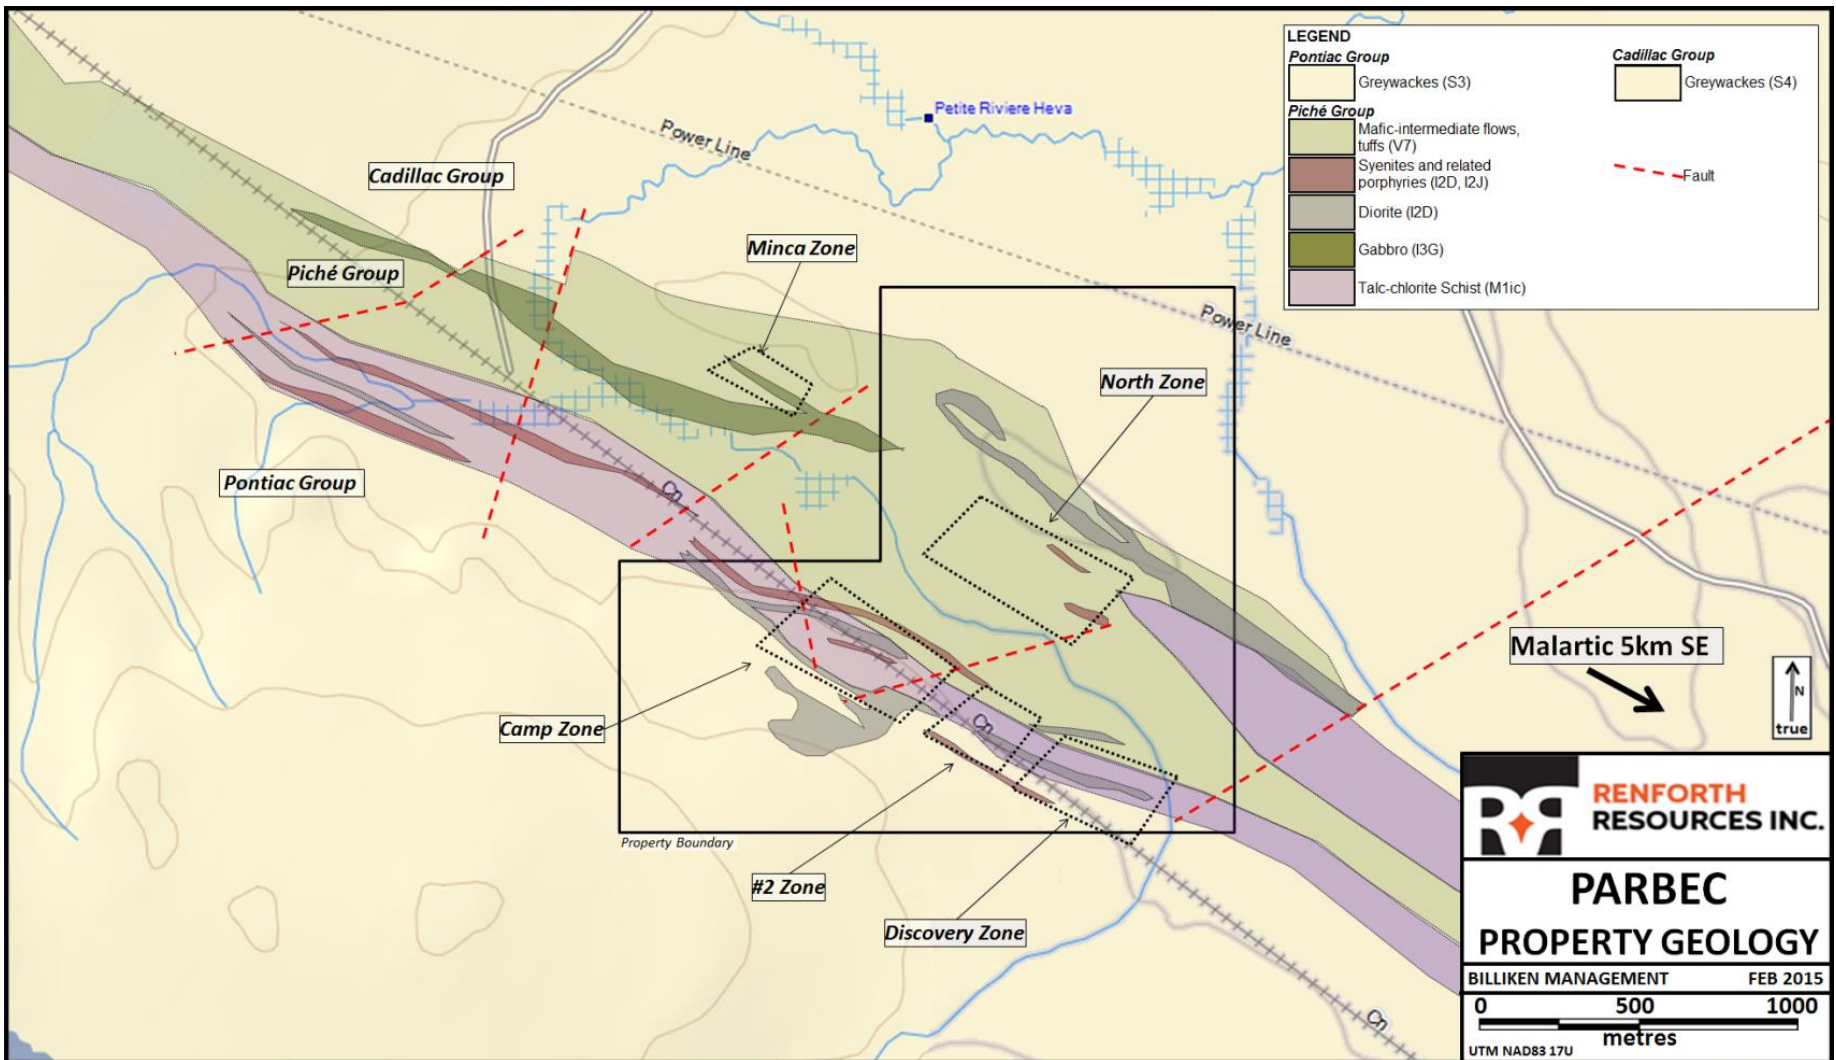 LEGEND
Pontiac Group
Cadillac Group
Greywackes (S3)
Greywackes (S4)
Piché Group
Mafic-intermediate flows,
tuffs (V7)
Syenites and related
porphyries (I2D, I2J)
Fault
Diorite (I2D)
Gabbro (I3G)
Talc-chlorite Schist (M1ic)
Petite Riviere Heva
Power Line
Cadillac Group
Minca Zone
Piché Group
Power Line
North Zone
Pontiac Group
Cn
Malartic 5km SE
N
true
Camp Zone
Cn
Property Boundary
#2 Zone
Discovery Zone
Cn
RENFORTH
RESOURCES INC.
PARBEC
PROPERTY GEOLOGY
BILLIKEN MANAGEMENT FEB 2015
0 500 1000
metres
UTM NAD83 17U